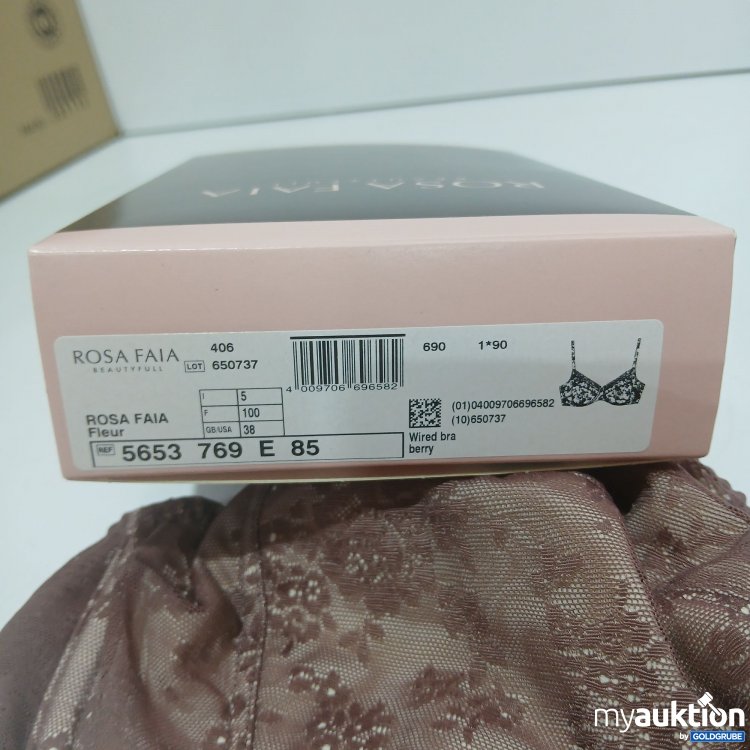 ROSA FAIA
ROSA FAIA
BEAUTYFULL
406
LOT 650737
4 009706 696582
690 1*90
I 5
F 100
GB/USA 38
ROSA FAIA
Fleur
REF 5653 769 E 85
(01)04009706696582
(10)650737
Wired bra
berry
myauktion
by GOLDGRUBE